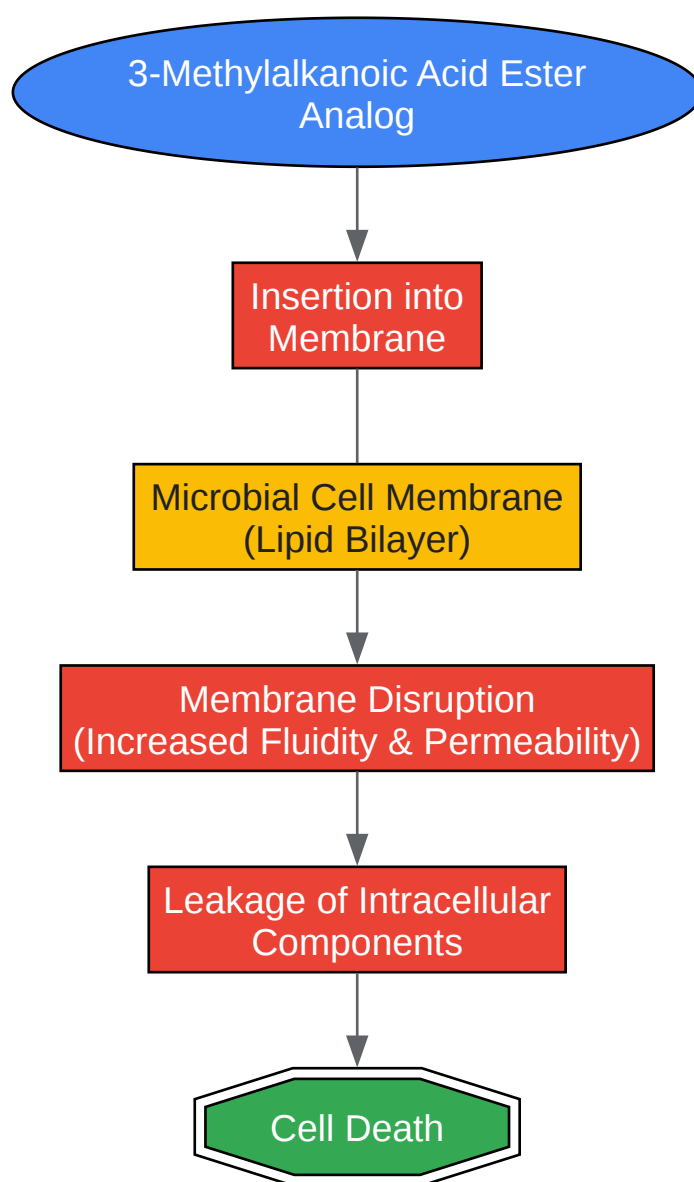 3-Methylalkanoic Acid Ester
Analog
Insertion into
Membrane
Microbial Cell Membrane
(Lipid Bilayer)
Membrane Disruption
(Increased Fluidity & Permeability)
Leakage of Intracellular
Components
Cell Death